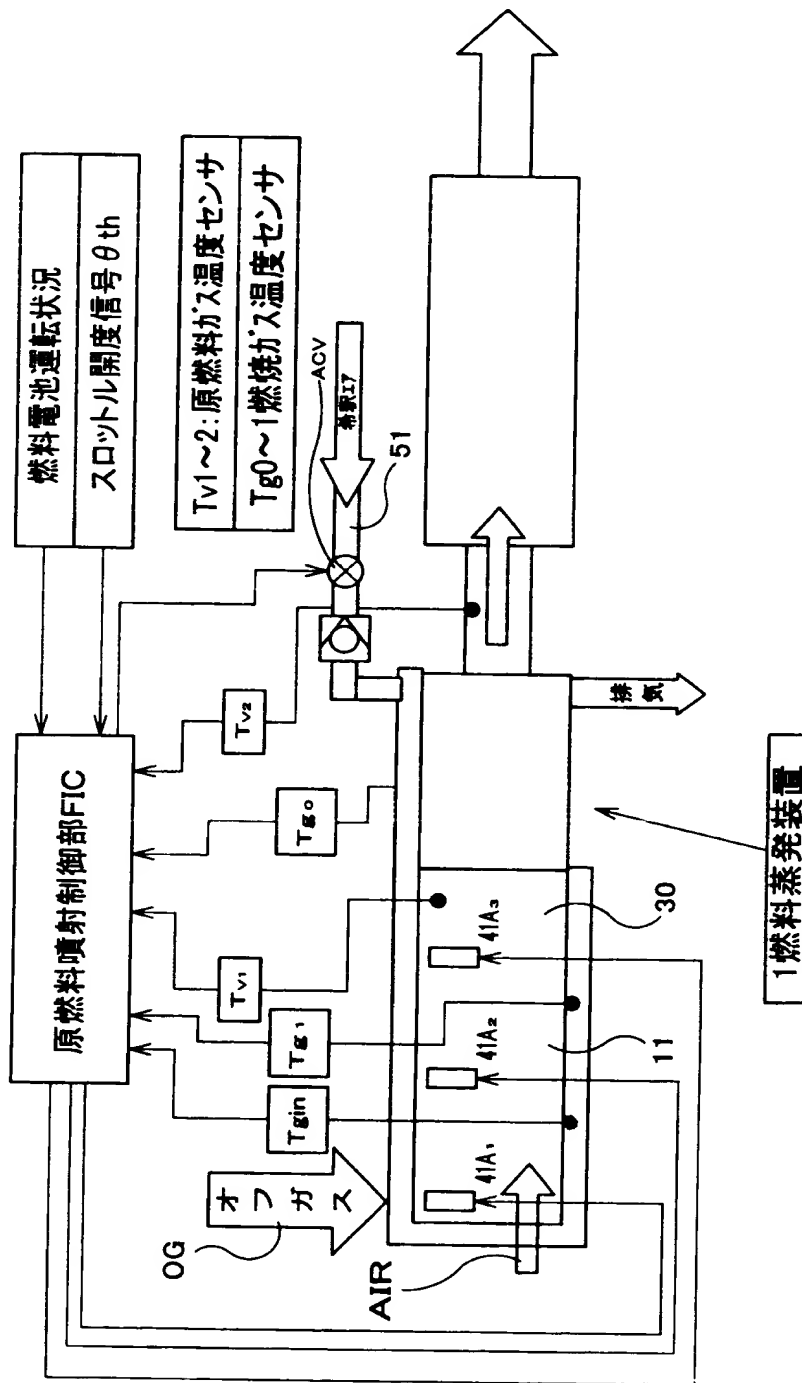 燃料電池運転状況
スロットル開度信号θth
Tv1～2:原燃料ガス温度センサ
Tg0～1燃焼ガス温度センサ
原燃料噴射制御部FIC
ACV
希釈エア
51
Tv2
Tg0
Tv1
Tg1
Tgin
オフガス
OG
AIR
41A1
41A2
41A3
11
30
排気
1燃料蒸発装置